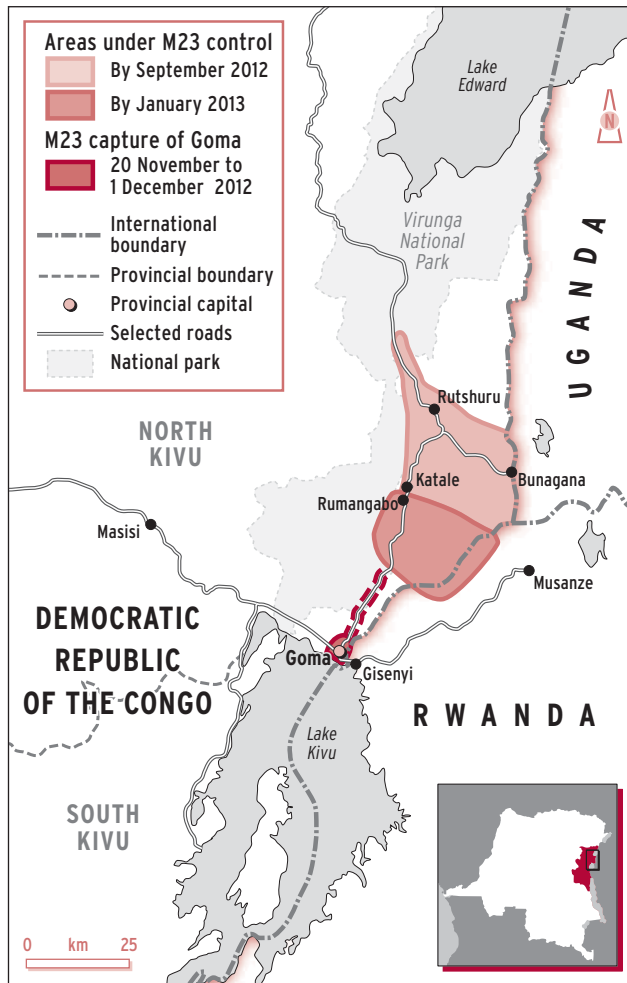 Areas under M23 control
By September 2012
By January 2013
M23 capture of Goma
20 November to
1 December 2012
International
boundary
Provincial boundary
Provincial capital
Selected roads
National park
Lake
Edward
N
Virunga
National
Park
UGANDA
Rutshuru
NORTH
KIVU
Katale
Bunagana
Rumangabo
Masisi
Musanze
DEMOCRATIC
REPUBLIC
OF THE CONGO
Goma
Gisenyi
RWANDA
Lake
Kivu
SOUTH
KIVU
0 km 25